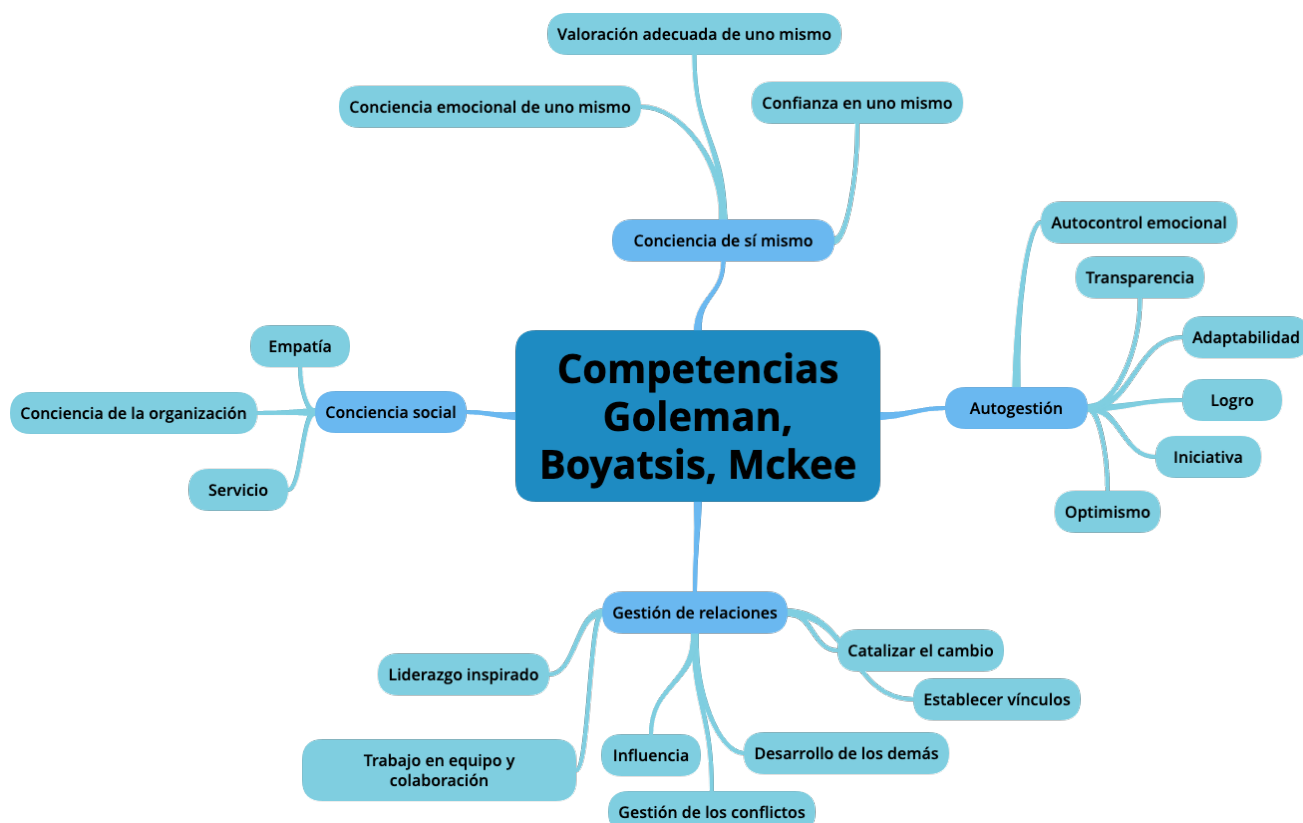 Valoración adecuada de uno mismo
Conciencia emocional de uno mismo
Confianza en uno mismo
Conciencia de sí mismo
Autocontrol emocional
Transparencia
Adaptabilidad
Logro
Iniciativa
Optimismo
Autogestión
Competencias
Goleman,
Boyatsis, Mckee
Empatía
Conciencia de la organización
Servicio
Conciencia social
Gestión de relaciones
Liderazgo inspirado
Trabajo en equipo y
colaboración
Influencia
Gestión de los conflictos
Desarrollo de los demás
Catalizar el cambio
Establecer vínculos